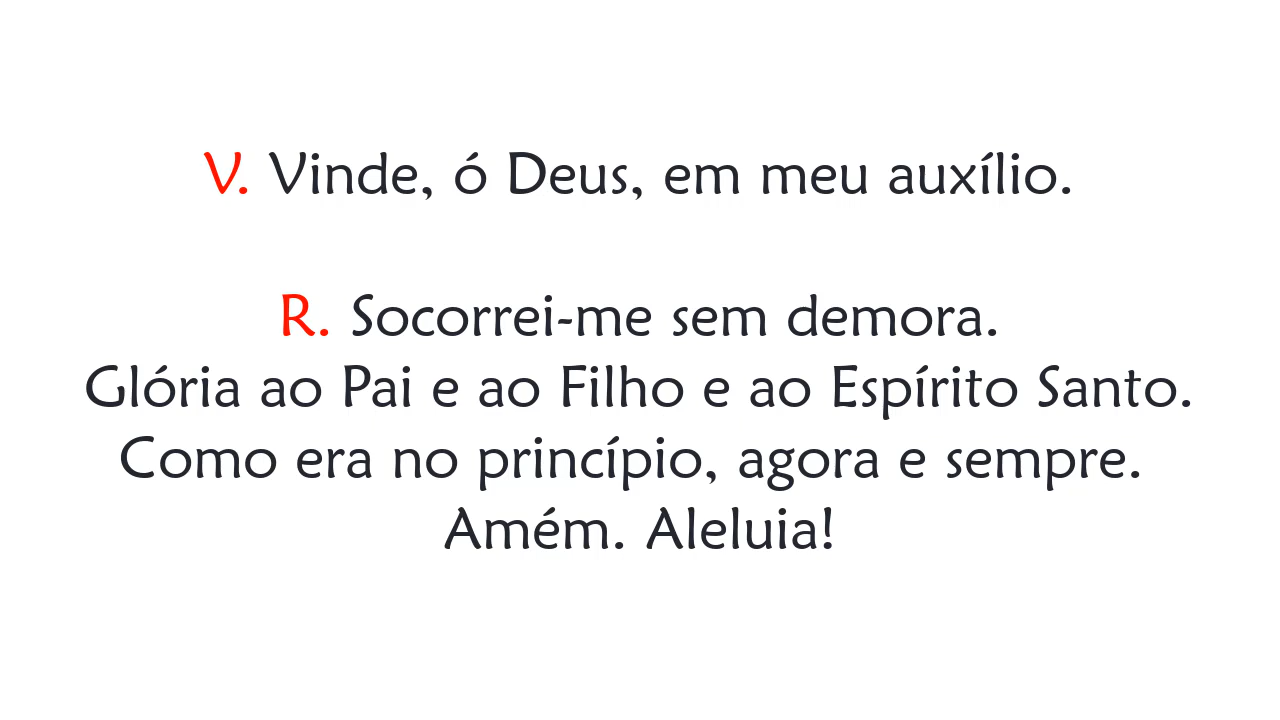 V. Vinde, ó Deus, em meu auxílio.
R. Socorrei-me sem demora.
Glória ao Pai e ao Filho e ao Espírito Santo.
Como era no princípio, agora e sempre.
Amém. Aleluia!